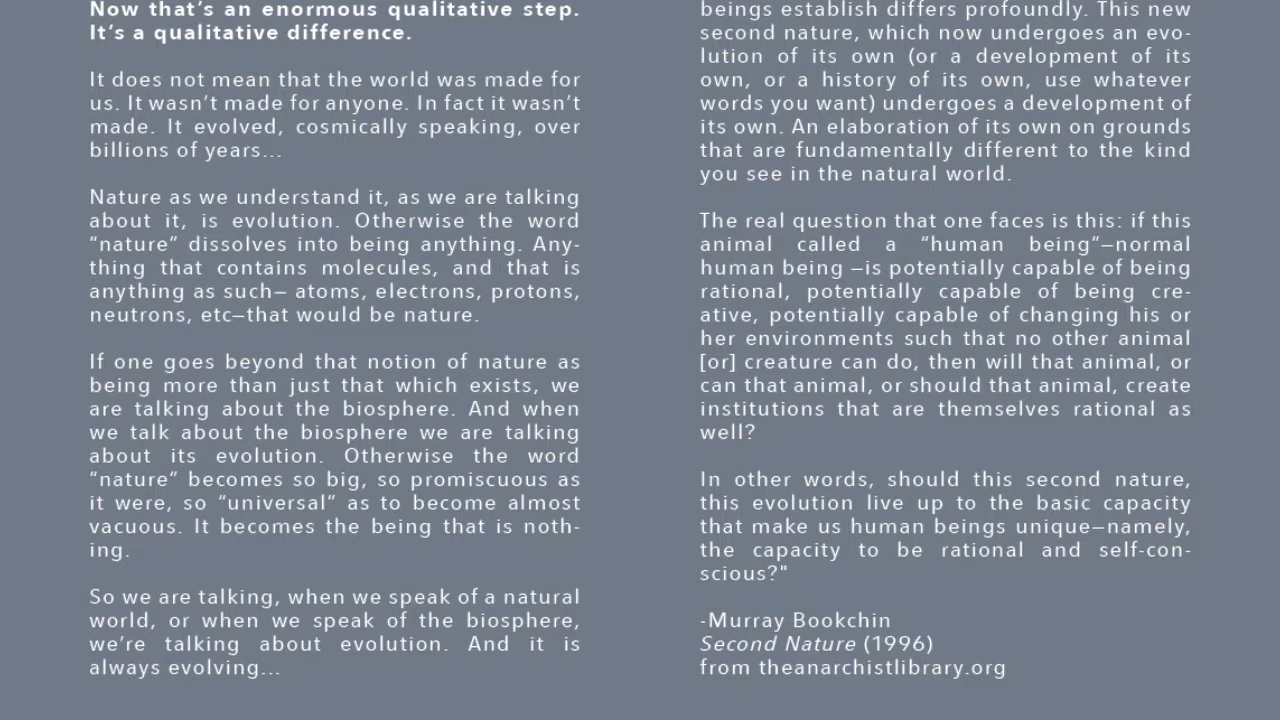 Now that’s an enormous qualitative step.
It’s a qualitative difference.
It does not mean that the world was made for
us. It wasn’t made for anyone. In fact it wasn’t
made. It evolved, cosmically speaking, over
billions of years...
Nature as we understand it, as we are talking
about it, is evolution. Otherwise the word
“nature” dissolves into being anything. Any-
thing that contains molecules, and that is
anything as such– atoms, electrons, protons,
neutrons, etc–that would be nature.
If one goes beyond that notion of nature as
being more than just that which exists, we
are talking about the biosphere. And when
we talk about the biosphere we are talking
about its evolution. Otherwise the word
“nature” becomes so big, so promiscuous as
it were, so “universal” as to become almost
vacuous. It becomes the being that is noth-
ing.
So we are talking, when we speak of a natural
world, or when we speak of the biosphere,
we’re talking about evolution. And it is
always evolving...
beings establish differs profoundly. This new
second nature, which now undergoes an evo-
lution of its own (or a development of its
own, or a history of its own, use whatever
words you want) undergoes a development of
its own. An elaboration of its own on grounds
that are fundamentally different to the kind
you see in the natural world.
The real question that one faces is this: if this
animal called a “human being”–normal
human being –is potentially capable of being
rational, potentially capable of being cre-
ative, potentially capable of changing his or
her environments such that no other animal
[or] creature can do, then will that animal, or
can that animal, or should that animal, create
institutions that are themselves rational as
well?
In other words, should this second nature,
this evolution live up to the basic capacity
that make us human beings unique–namely,
the capacity to be rational and self-con-
scious?"
-Murray Bookchin
Second Nature (1996)
from theanarchistlibrary.org